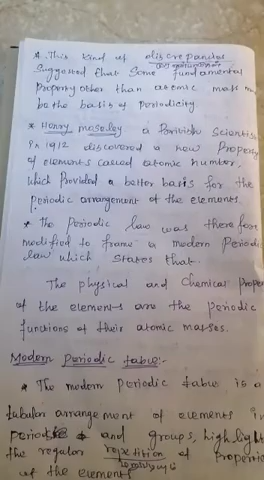 * This kind of discrepancies
suggested that some fundamental
property other than atomic mass
be the basis of periodicity
* Henry moseley a British Scientis
in 1912 discovered a new Property
of elements called atomic number.
which Provided a better basis for the
periodic arrangement of the elements.
* The Periodic law was therefore
modified to frame a modern Periodic
law which States that.
The physical and chemical prope
of the elements are the periodic
functions of their atomic masses.
Modern periodic table:-
* The modern periodic table is a
tabular arrangement of elements in
Periods and groups, highlight
the regular repetition of Properti
of the elements